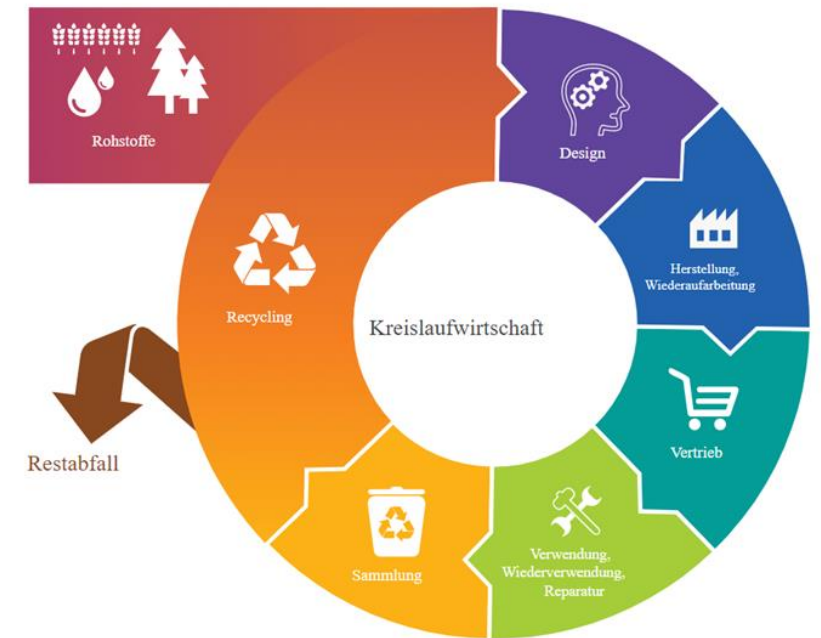 Rohstoffe
Design
Herstellung,
Wiederaufarbeitung
Vertrieb
Verwendung,
Wiederverwendung,
Reparatur
Sammlung
Recycling
Kreislaufwirtschaft
Restabfall